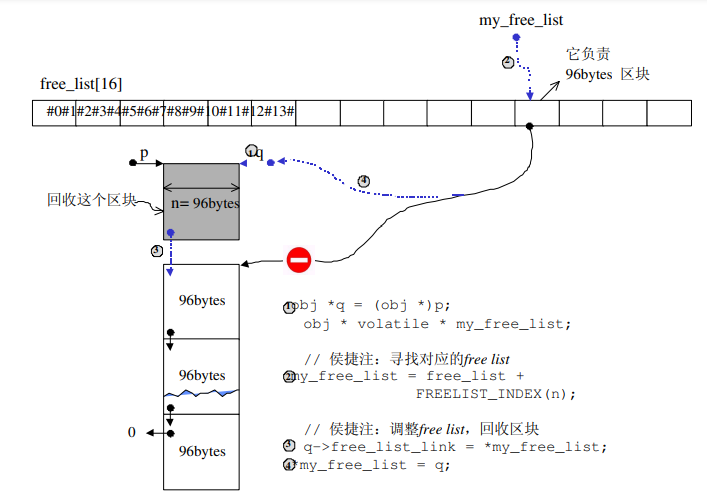 my_free_list
②
它负责
96bytes 区块
free_list[16]
#0#1#2#3#4#5#6#7#8#9#10#11#12#13#
p
①
q
④
回收这个区块
n= 96bytes
③
96bytes
96bytes
0
96bytes
①obj *q = (obj *)p;
obj * volatile * my_free_list;
// 侯捷注：寻找对应的free list
②my_free_list = free_list +
FREELIST_INDEX(n);
// 侯捷注：调整free list，回收区块
③ q->free_list_link = *my_free_list;
④*my_free_list = q;